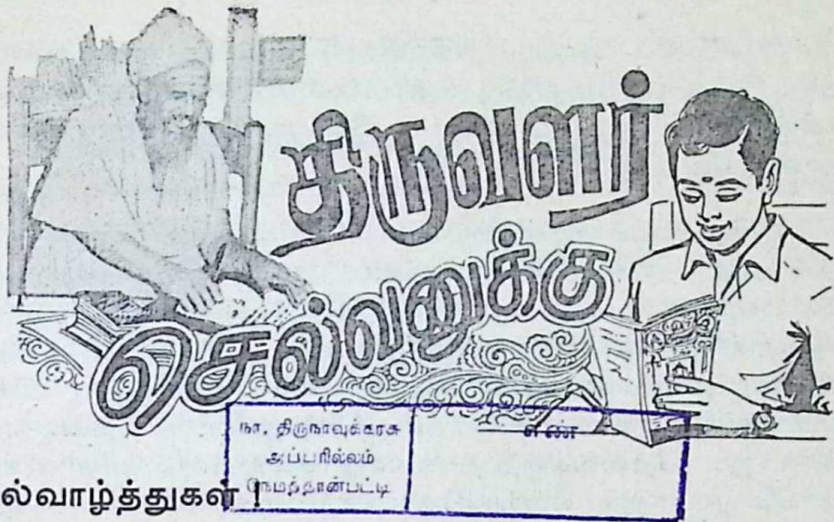 திருவளர்
செல்வனுக்கு
நா. திருநாவுக்கரசு
எண்
அப்பரில்லம்
நேமத்தான்பட்டி
ல்வாழ்த்துகள் !